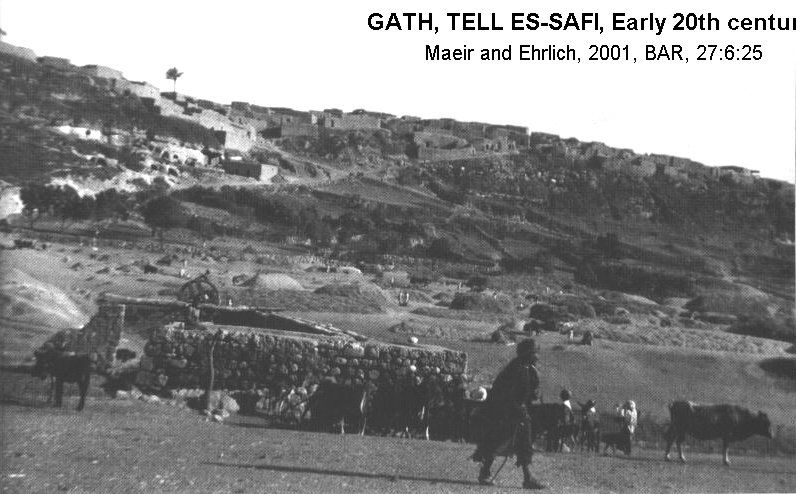 GATH, TELL ES-SAFI, Early 20th centur
Maeir and Ehrlich, 2001, BAR, 27:6:25